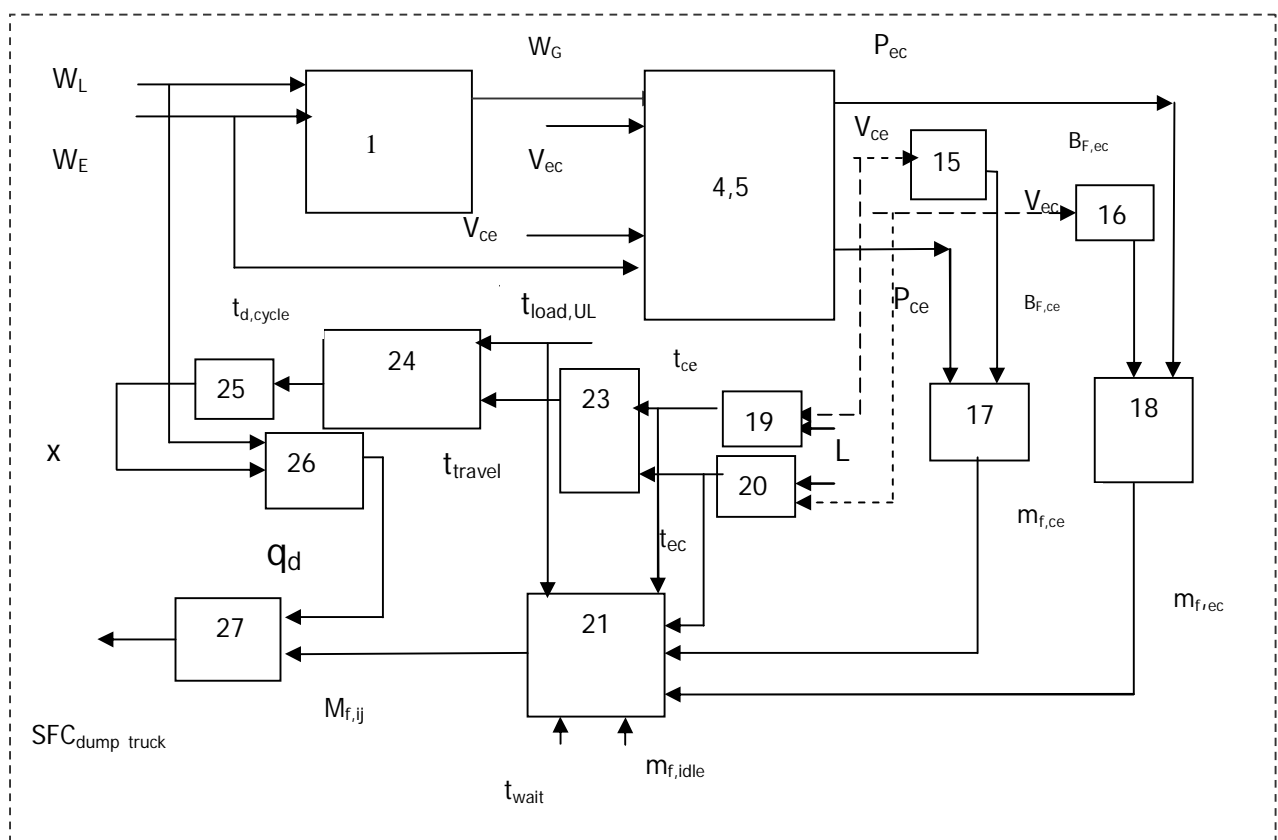 W_G
P_ec
W_L
1
V_ce
15
B_F,ec
W_E
V_ec
4,5
V_ec
16
V_ce
t_d,cycle
t_load,UL
P_ce
B_F,ce
24
t_ce
25
23
19
17
18
x
26
t_travel
L
20
m_f,ce
q_d
t_ec
m_f,ec
27
21
M_f,ij
SFC_dump truck
m_f,idle
t_wait